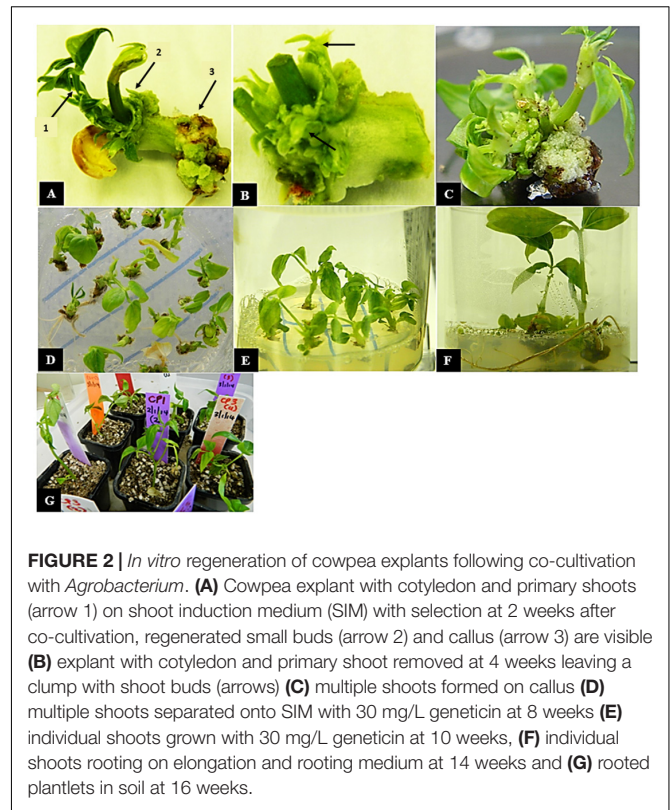 1
2
3
A
B
C
D
E
F
CP1
2/1/14
CP3
G
FIGURE 2 | In vitro regeneration of cowpea explants following co-cultivation
with Agrobacterium. (A) Cowpea explant with cotyledon and primary shoots
(arrow 1) on shoot induction medium (SIM) with selection at 2 weeks after
co-cultivation, regenerated small buds (arrow 2) and callus (arrow 3) are visible
(B) explant with cotyledon and primary shoot removed at 4 weeks leaving a
clump with shoot buds (arrows) (C) multiple shoots formed on callus (D)
multiple shoots separated onto SIM with 30 mg/L geneticin at 8 weeks (E)
individual shoots grown with 30 mg/L geneticin at 10 weeks, (F) individual
shoots rooting on elongation and rooting medium at 14 weeks and (G) rooted
plantlets in soil at 16 weeks.